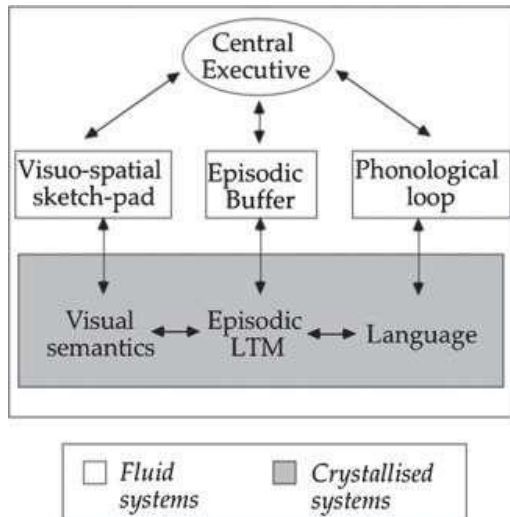 Central
Executive
Visuo-spatial
sketch-pad
Episodic
Buffer
Phonological
loop
Visual
semantics
Episodic
LTM
Language
Fluid
systems
Crystallised
systems